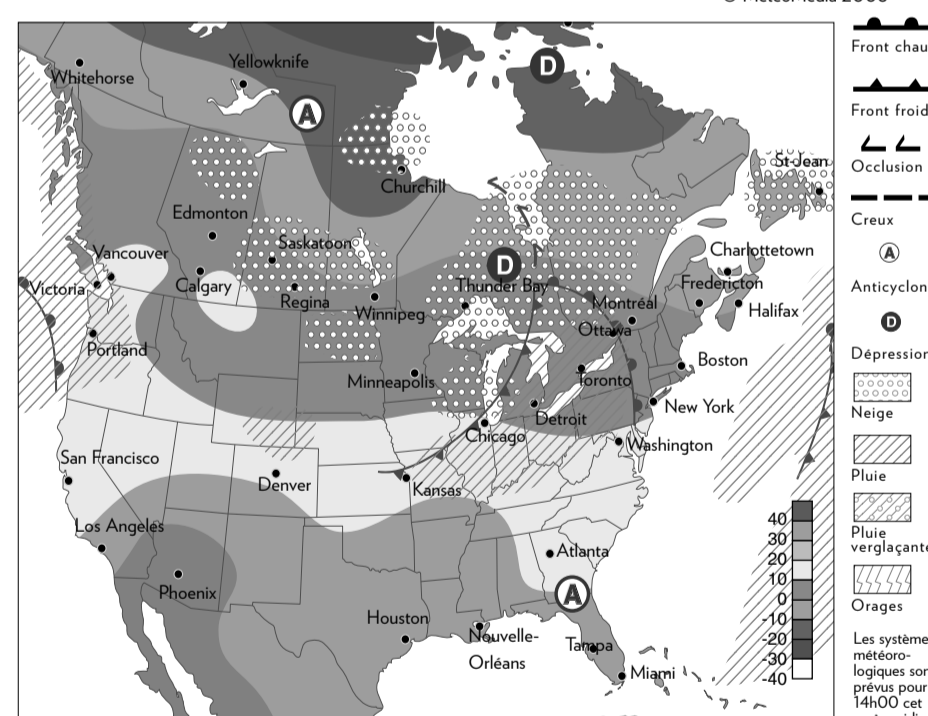 © MétéoMédia 2006
Front chau
Front froid
Occlusion
Creux
A
Anticyclon
D
Dépression
Neige
Pluie
Pluie
verglaçante
Orages
Les système
météoro-
logiques son
prévus pour
14h00 cet
Whitehorse
Yellowknife
A
D
Churchill
St-Jean
Edmonton
Saskatoon
Vancouver
Victoria
Calgary
Regina
Winnipeg
D
Thunder Bay
Montréal
Ottawa
Charlottetown
Fredericton
Halifax
Portland
Minneapolis
Toronto
Boston
Detroit
New York
Chicago
Washington
San Francisco
Denver
Kansas
Los Angeles
Atlanta
Phoenix
A
Houston
Nouvelle-
Orléans
Tampa
Miami
40
30
20
10
0
-10
-20
-30
-40